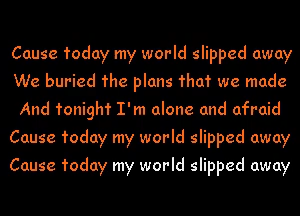 Cause today my world slipped away
We buried the plans that we made
And tonight I'm alone and afraid
Cause today my world slipped away
Cause today my world slipped away